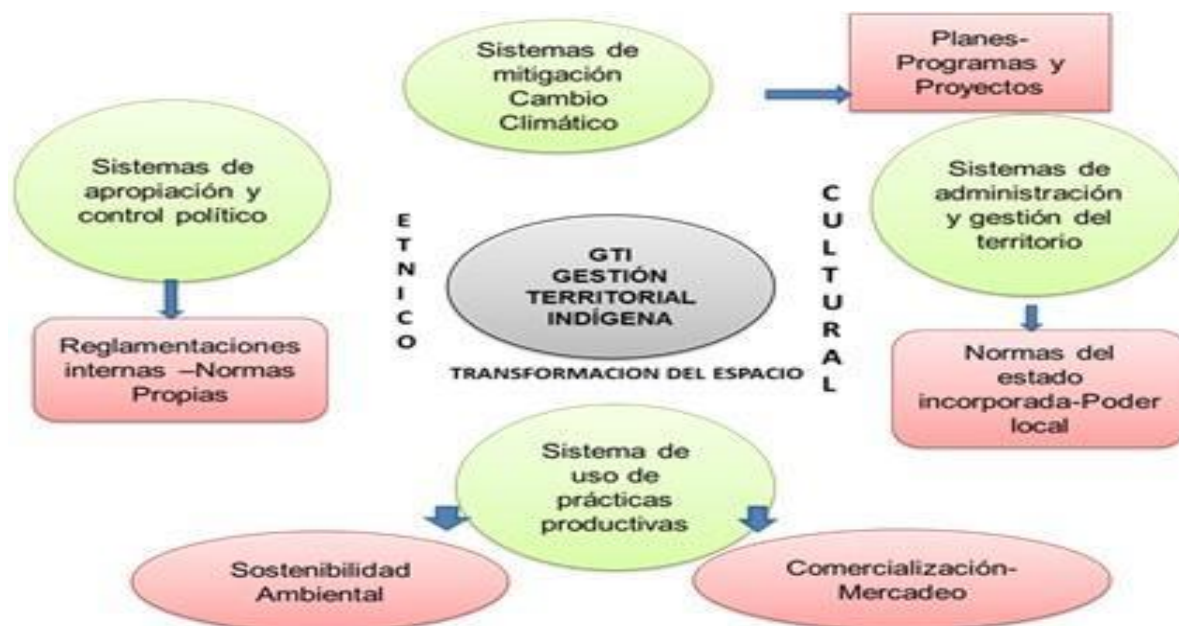 Sistemas de
mitigación
Cambio
Climático
Planes-
Programas y
Proyectos
Sistemas de
apropiación y
control político
Sistemas de
administración
y gestión del
territorio
ETNICO
GTI
GESTIÓN
TERRITORIAL
INDÍGENA
CULTURAL
TRANSFORMACION DEL ESPACIO
Reglamentaciones
internas –Normas
Propias
Normas del
estado
incorporada-Poder
local
Sistema de
uso de
prácticas
productivas
Sostenibilidad
Ambiental
Comercialización-
Mercadeo